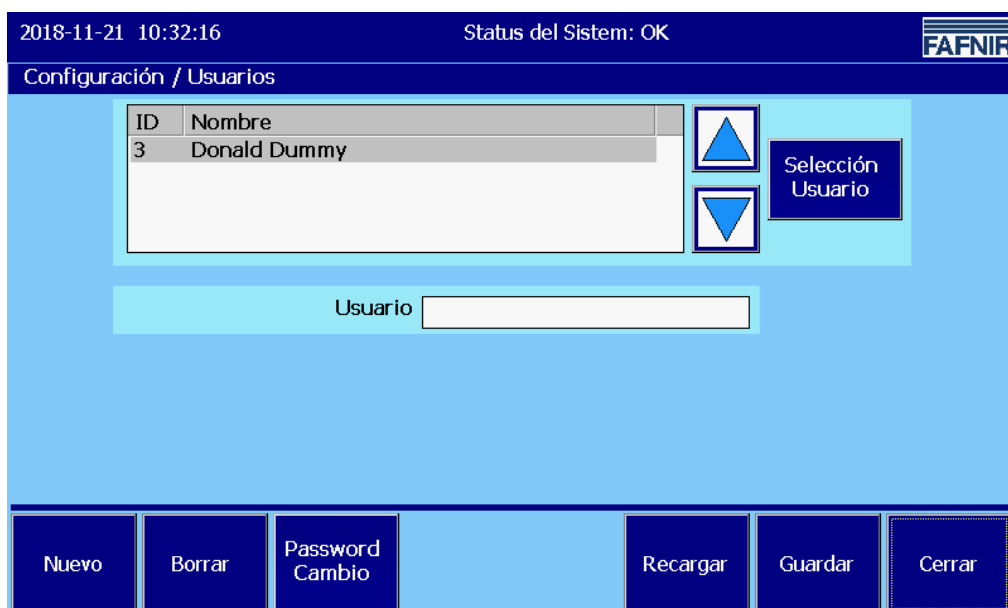 2018-11-21 10:32:16 Status del Sistem: OK FAFNIR
Configuración / Usuarios
ID Nombre
3 Donald Dummy
Selección
Usuario
Usuario
Nuevo
Borrar
Password
Cambio
Recargar
Guardar
Cerrar